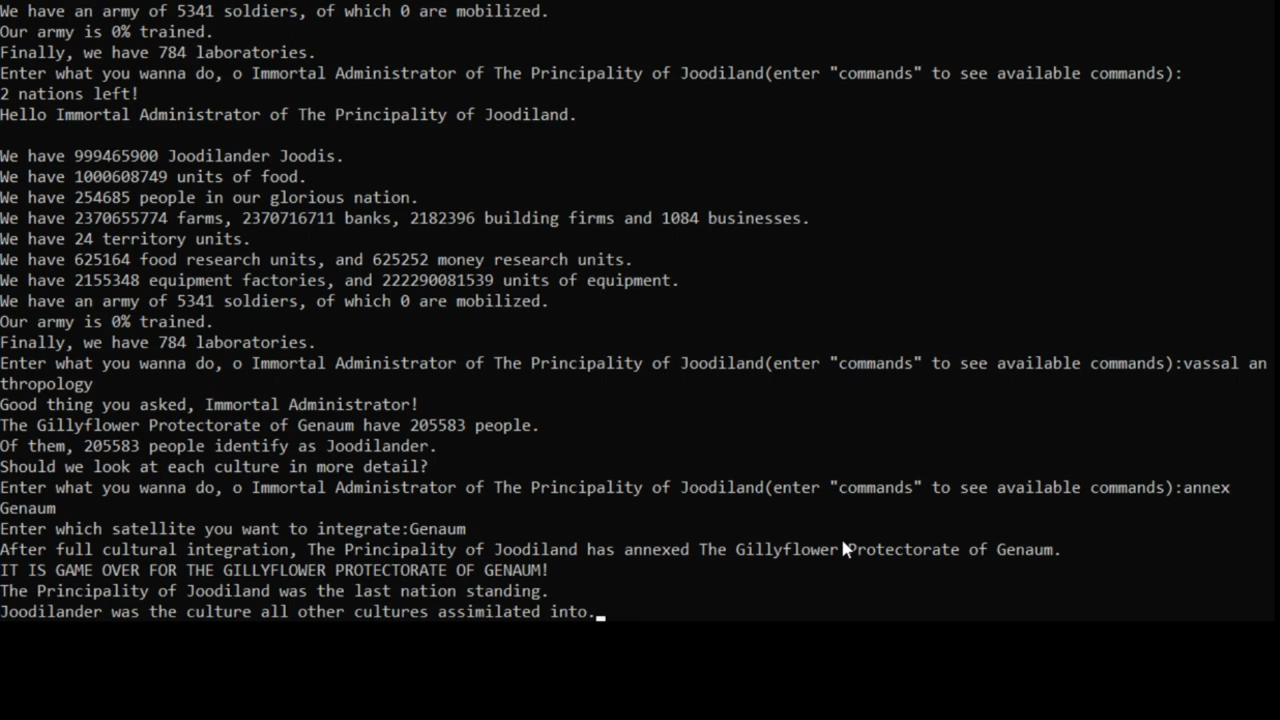 We have an army of 5341 soldiers, of which 0 are mobilized.
Our army is 0% trained.
Finally, we have 784 laboratories.
Enter what you wanna do, o Immortal Administrator of The Principality of Joodiland(enter "commands" to see available commands):
2 nations left!
Hello Immortal Administrator of The Principality of Joodiland.
We have 999465900 Joodilander Joodis.
We have 1000608749 units of food.
We have 254685 people in our glorious nation.
We have 2370655774 farms, 2370716711 banks, 2182396 building firms and 1084 businesses.
We have 24 territory units.
We have 625164 food research units, and 625252 money research units.
We have 2155348 equipment factories, and 222290081539 units of equipment.
We have an army of 5341 soldiers, of which 0 are mobilized.
Our army is 0% trained.
Finally, we have 784 laboratories.
Enter what you wanna do, o Immortal Administrator of The Principality of Joodiland(enter "commands" to see available commands):vassal an
thropology
Good thing you asked, Immortal Administrator!
The Gillyflower Protectorate of Genaum have 205583 people.
Of them, 205583 people identify as Joodilander.
Should we look at each culture in more detail?
Enter what you wanna do, o Immortal Administrator of The Principality of Joodiland(enter "commands" to see available commands):annex
Genaum
Enter which satellite you want to integrate:Genaum
After full cultural integration, The Principality of Joodiland has annexed The Gillyflower Protectorate of Genaum.
IT IS GAME OVER FOR THE GILLYFLOWER PROTECTORATE OF GENAUM!
The Principality of Joodiland was the last nation standing.
Joodilander was the culture all other cultures assimilated into.